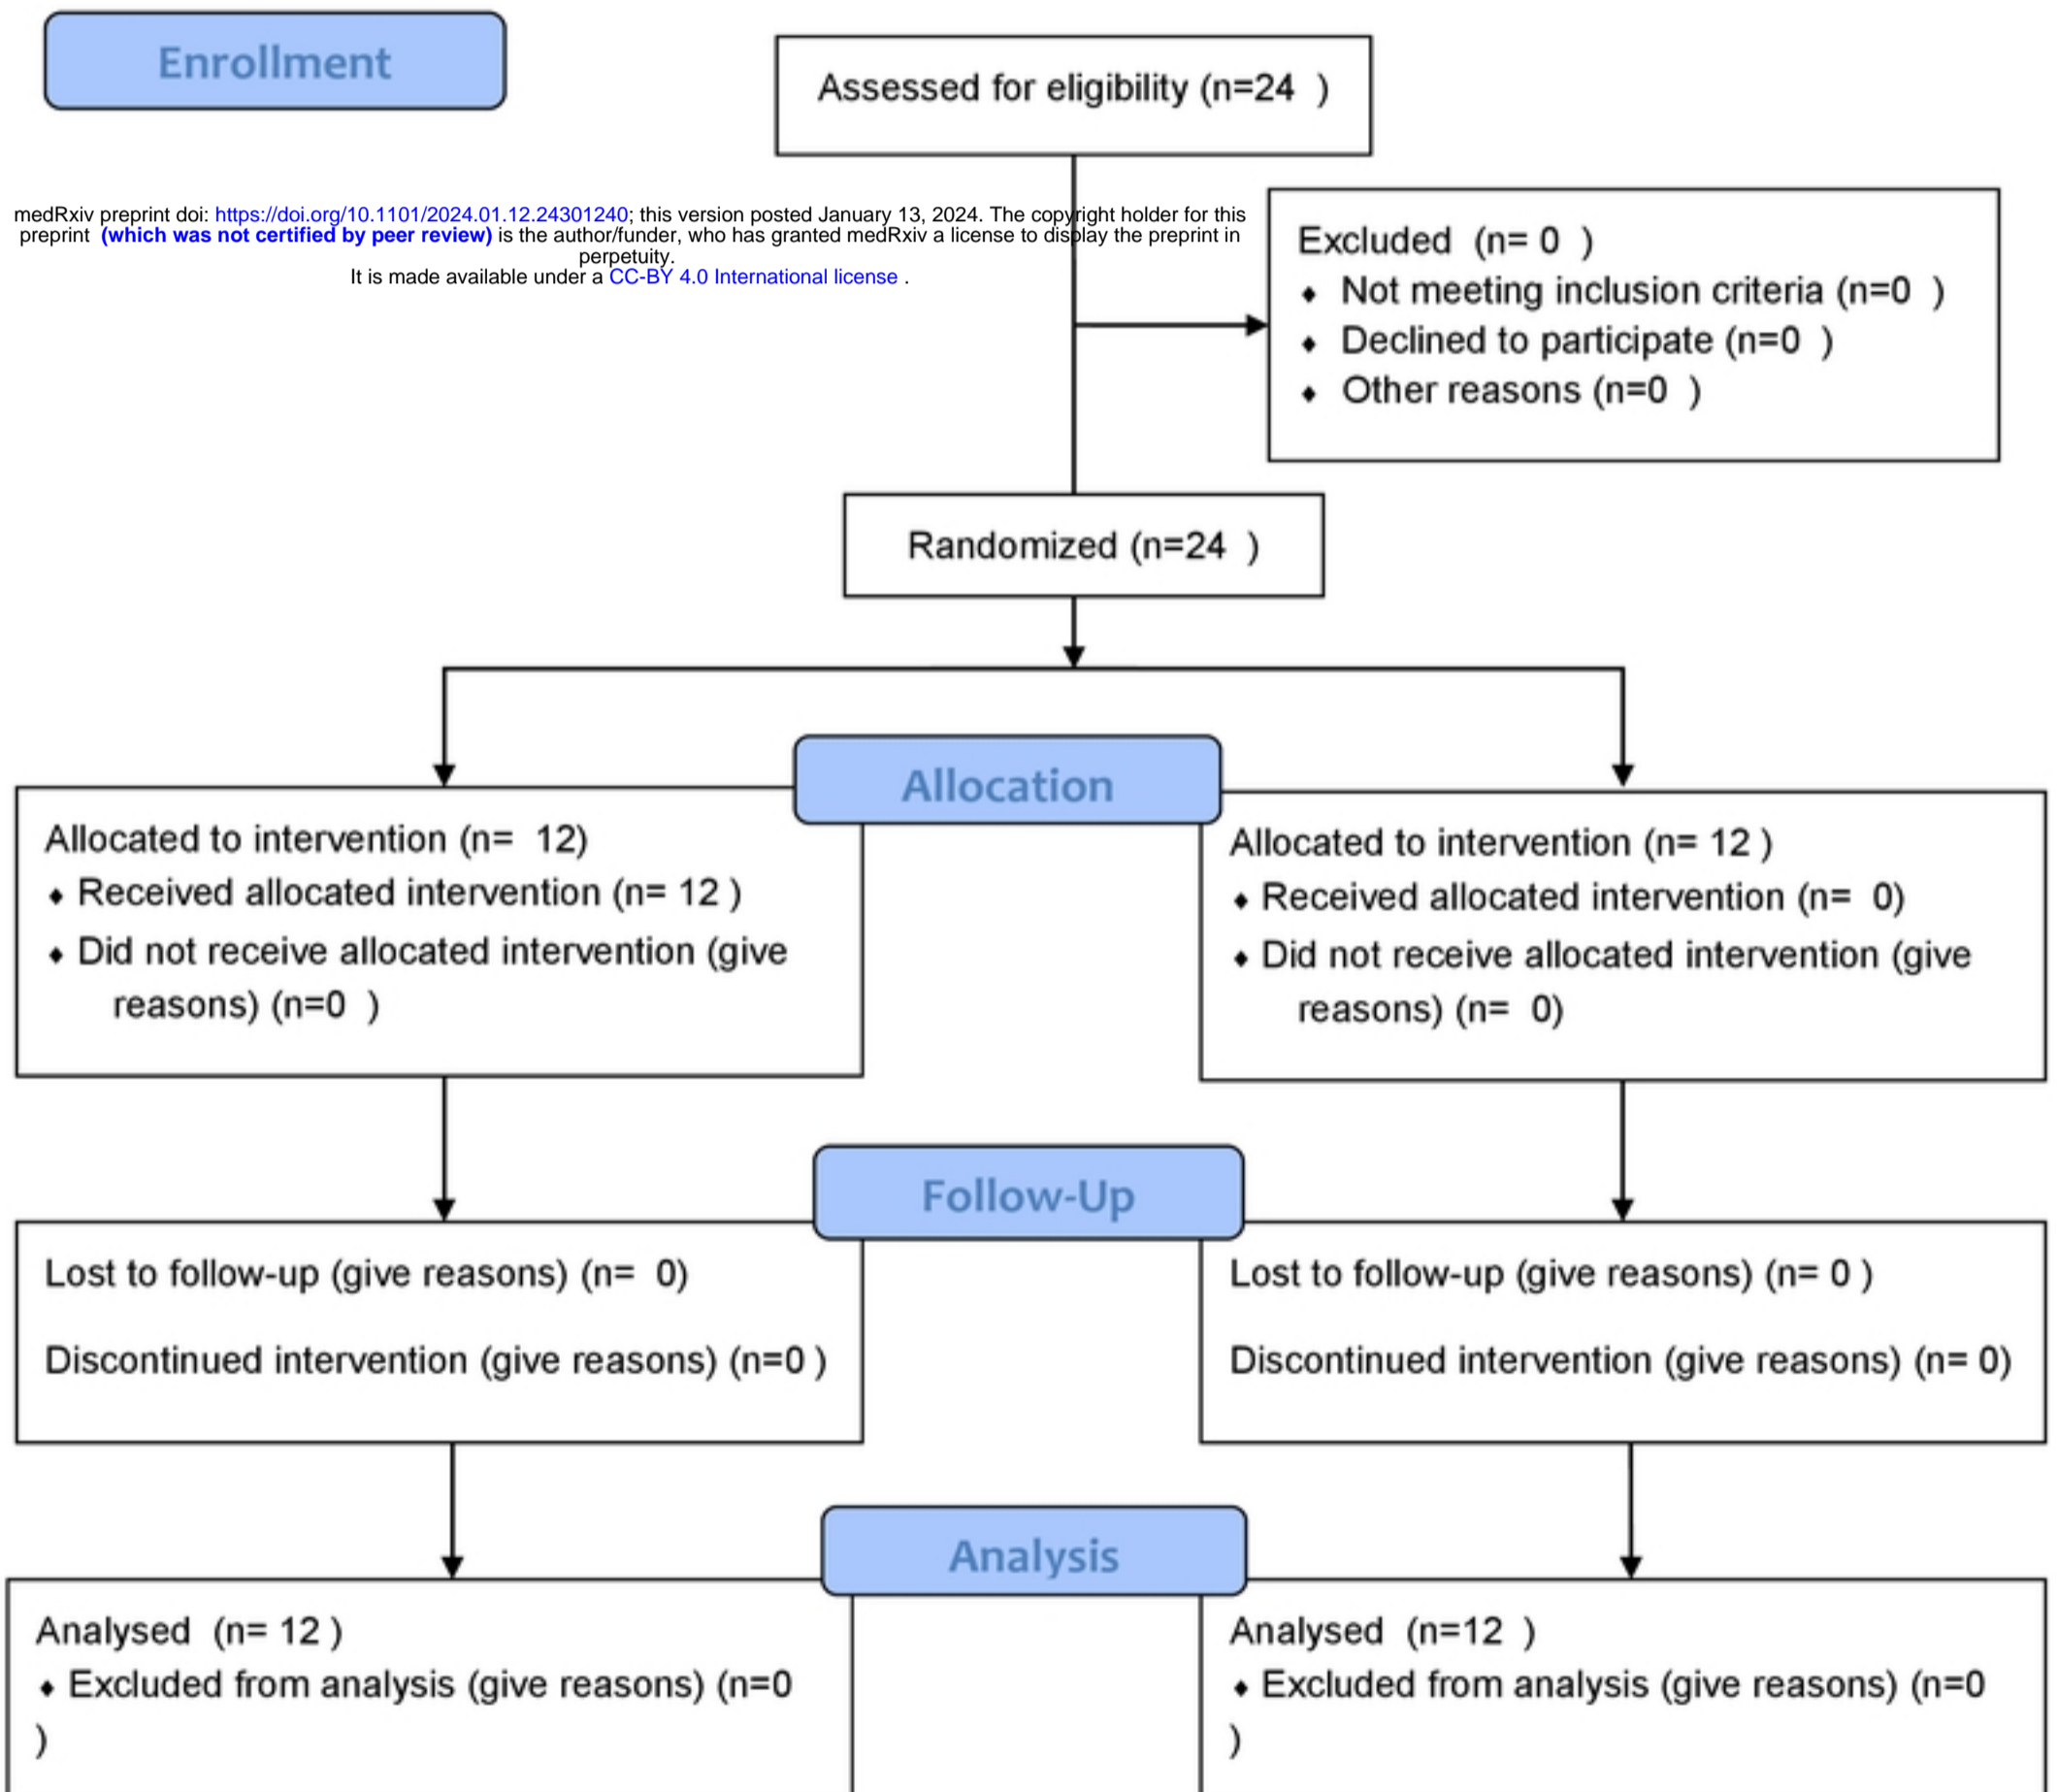 Enrollment
Assessed for eligibility (n=24 )
medRxiv preprint doi: https://doi.org/10.1101/2024.01.12.24301240; this version posted January 13, 2024. The copyright holder for this
preprint (which was not certified by peer review) is the author/funder, who has granted medRxiv a license to display the preprint in
perpetuity.
It is made available under a CC-BY 4.0 International license .
Excluded (n= 0 )
♦ Not meeting inclusion criteria (n=0 )
♦ Declined to participate (n=0 )
♦ Other reasons (n=0 )
Randomized (n=24 )
Allocation
Allocated to intervention (n= 12)
♦ Received allocated intervention (n= 12 )
♦ Did not receive allocated intervention (give
reasons) (n=0 )
Allocated to intervention (n= 12 )
♦ Received allocated intervention (n= 0)
♦ Did not receive allocated intervention (give
reasons) (n= 0)
Follow-Up
Lost to follow-up (give reasons) (n= 0)
Discontinued intervention (give reasons) (n=0 )
Lost to follow-up (give reasons) (n= 0 )
Discontinued intervention (give reasons) (n= 0)
Analysis
Analysed (n= 12 )
♦ Excluded from analysis (give reasons) (n=0
)
Analysed (n=12 )
♦ Excluded from analysis (give reasons) (n=0
)